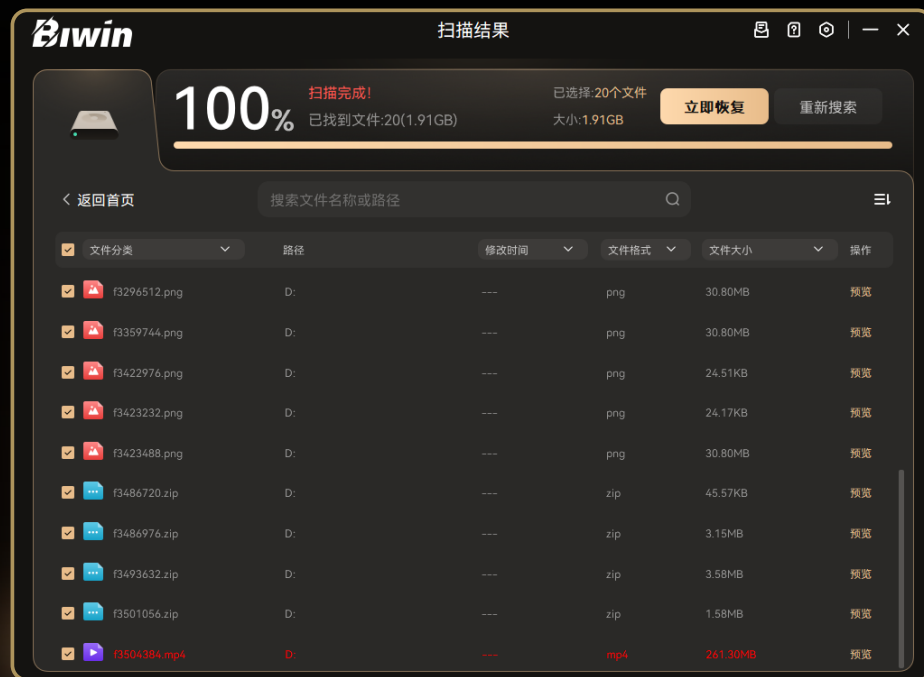 Biwin
扫描结果
100%
扫描完成!
已找到文件:20(1.91GB)
已选择:20个文件
大小:1.91GB
立即恢复
重新搜索
返回首页
搜索文件名称或路径
文件分类 路径 修改时间 文件格式 文件大小 操作
f3296512.png D: --- png 30.80MB 预览
f3359744.png D: --- png 30.80MB 预览
f3422976.png D: --- png 24.51KB 预览
f3423232.png D: --- png 24.17KB 预览
f3423488.png D: --- png 30.80MB 预览
f3486720.zip D: --- zip 45.57KB 预览
f3486976.zip D: --- zip 3.15MB 预览
f3493632.zip D: --- zip 3.58MB 预览
f3501056.zip D: --- zip 1.58MB 预览
f3504384.mp4 D: --- mp4 261.30MB 预览